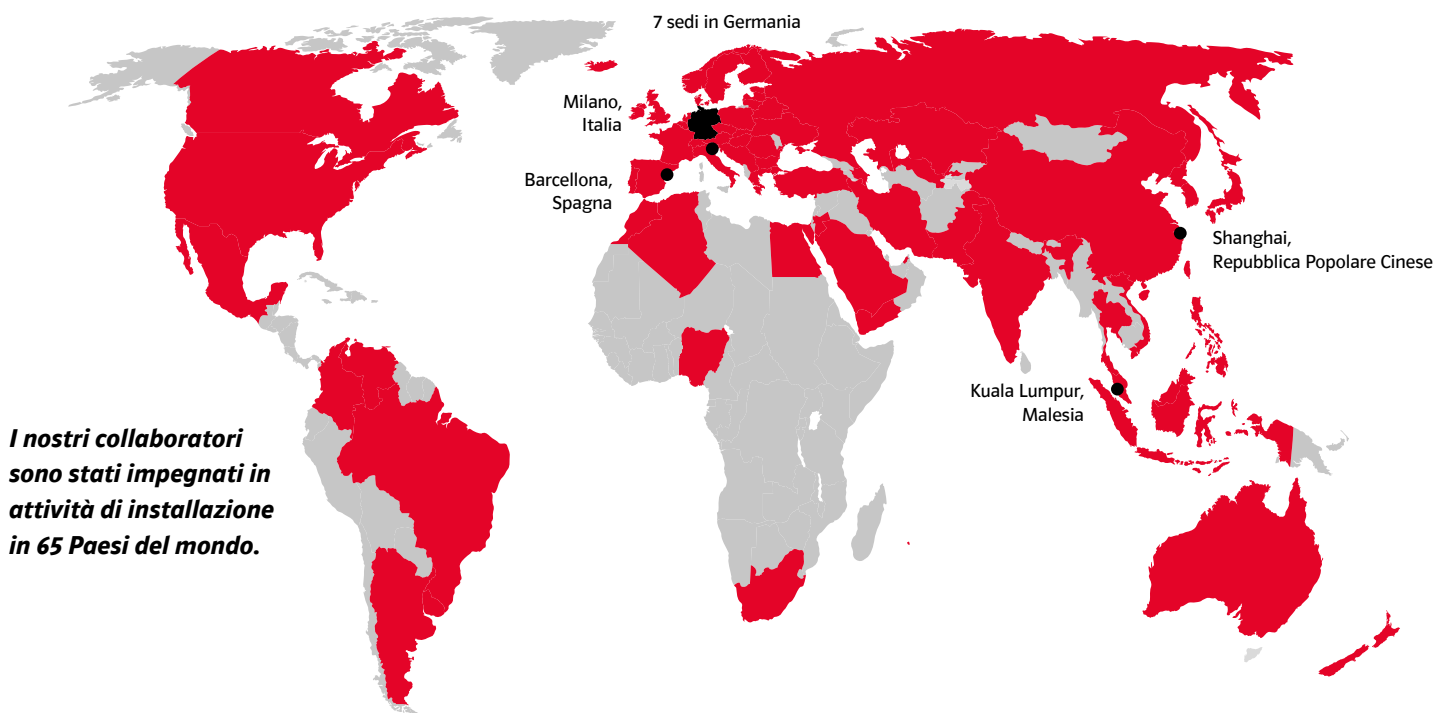 7 sedi in Germania
Milano,
Italia
Barcellona,
Spagna
Shanghai,
Repubblica Popolare Cinese
Kuala Lumpur,
Malesia
I nostri collaboratori
sono stati impegnati in
attività di installazione
in 65 Paesi del mondo.